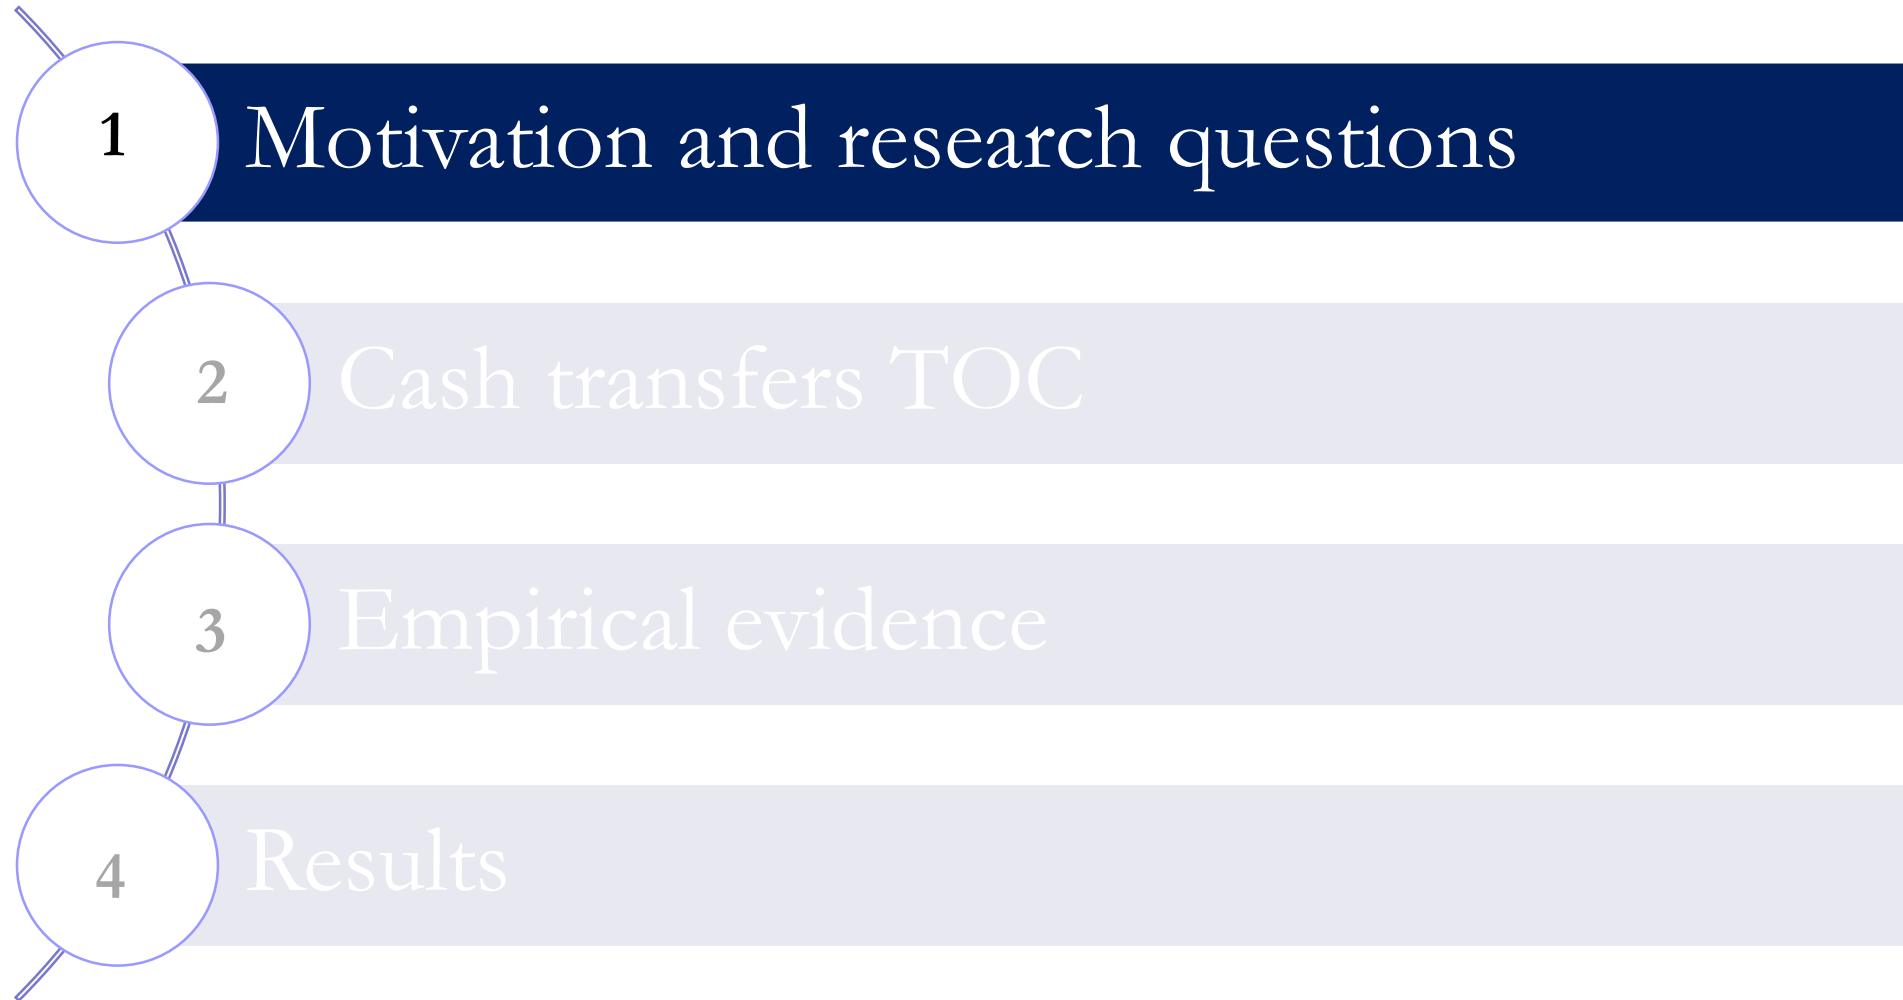 1
Motivation and research questions
2
Cash transfers TOC
3
Empirical evidence
4
Results